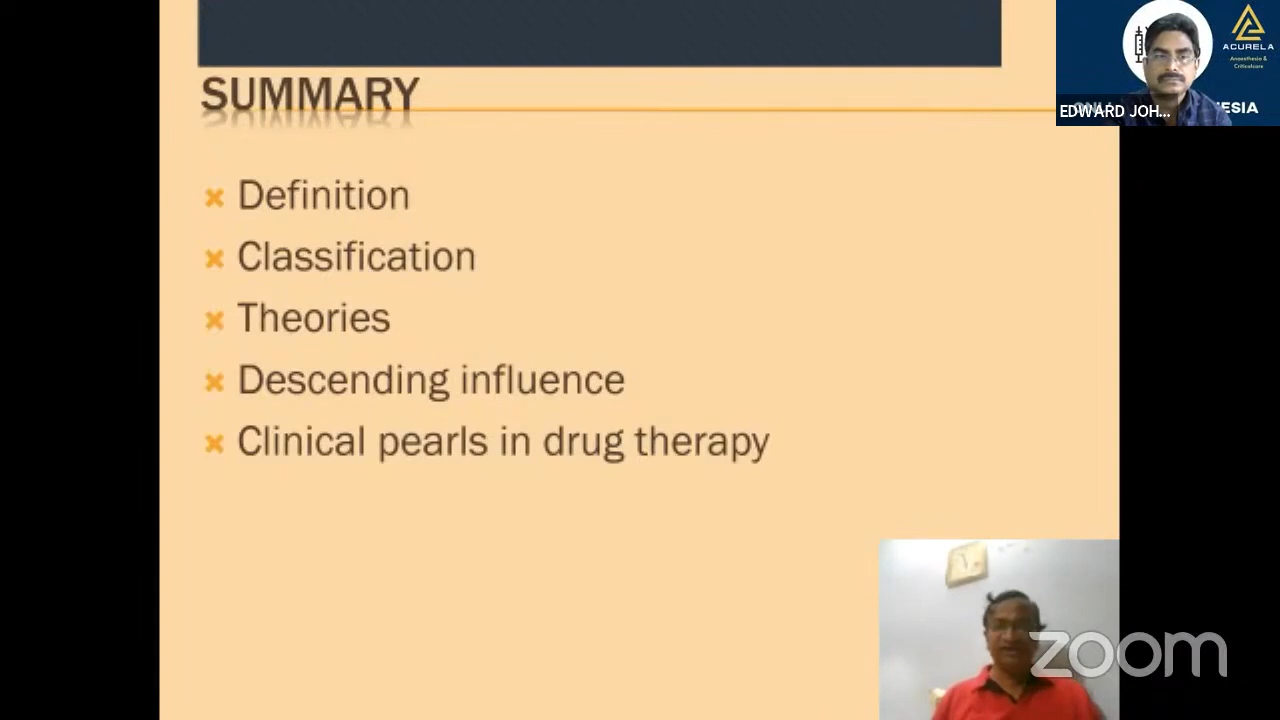 SUMMARY
Definition
Classification
Theories
Descending influence
Clinical pearls in drug therapy
ACURELA
Anaesthesia &
Criticalcare
EDWARD JOH...
ESIA
zoom